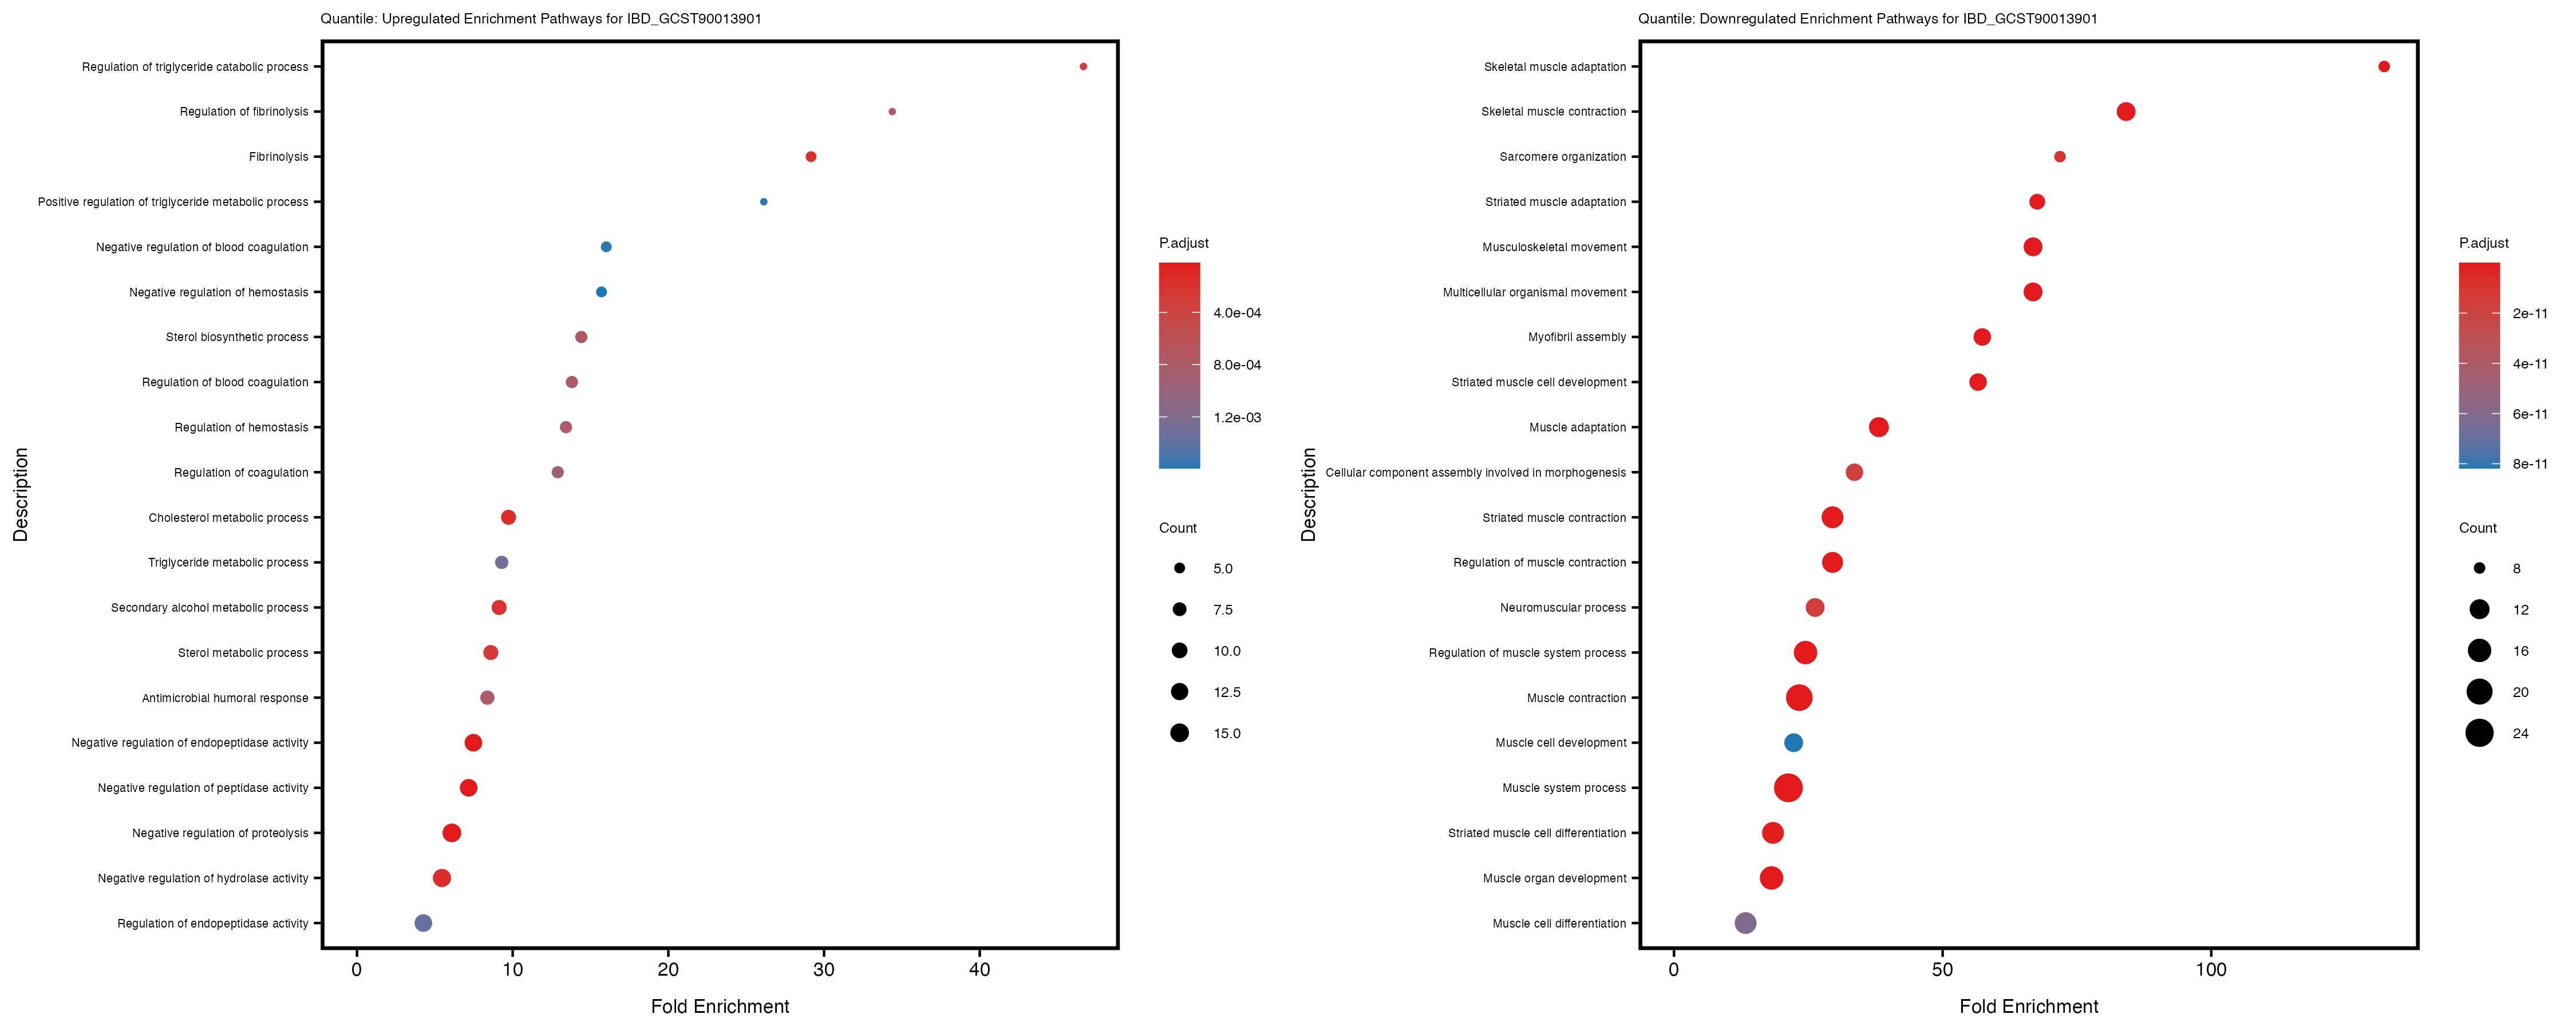 Quantile: Upregulated Enrichment Pathways for IBD_GCST90013901
Description
Regulation of triglyceride catabolic process
Regulation of fibrinolysis
Fibrinolysis
Positive regulation of triglyceride metabolic process
Negative regulation of blood coagulation
Negative regulation of hemostasis
Sterol biosynthetic process
Regulation of blood coagulation
Regulation of hemostasis
Regulation of coagulation
Cholesterol metabolic process
Triglyceride metabolic process
Secondary alcohol metabolic process
Sterol metabolic process
Antimicrobial humoral response
Negative regulation of endopeptidase activity
Negative regulation of peptidase activity
Negative regulation of proteolysis
Negative regulation of hydrolase activity
Regulation of endopeptidase activity
0 10 20 30 40
Fold Enrichment
P.adjust
4.0e-04
8.0e-04
1.2e-03
Count
5.0
7.5
10.0
12.5
15.0
Quantile: Downregulated Enrichment Pathways for IBD_GCST90013901
Description
Skeletal muscle adaptation
Skeletal muscle contraction
Sarcomere organization
Striated muscle adaptation
Musculoskeletal movement
Multicellular organismal movement
Myofibril assembly
Striated muscle cell development
Muscle adaptation
Cellular component assembly involved in morphogenesis
Striated muscle contraction
Regulation of muscle contraction
Neuromuscular process
Regulation of muscle system process
Muscle contraction
Muscle cell development
Muscle system process
Striated muscle cell differentiation
Muscle organ development
Muscle cell differentiation
0 50 100
Fold Enrichment
P.adjust
2e-11
4e-11
6e-11
8e-11
Count
8
12
16
20
24